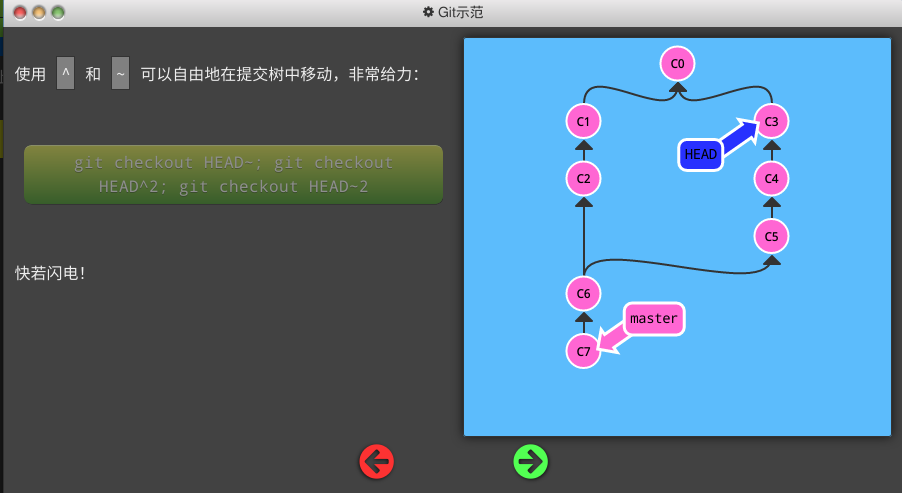 Git示范
使用 ^ 和 ~ 可以自由地在提交树中移动，非常给力：
git checkout HEAD~; git checkout
HEAD^2; git checkout HEAD~2
快若闪电！
C0
C1
C3
HEAD
C2
C4
C5
C6
master
C7